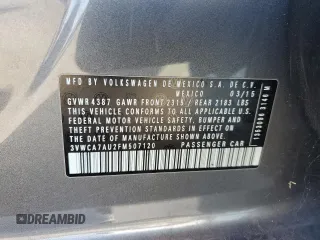 MFD BY VOLKSWAGEN DE MEXICO S.A. DE C.V.
MEXICO 03/15
GVWR 4387 GAWR FRONT 2315 / REAR 2183 LBS
THIS VEHICLE CONFORMS TO ALL APPLICABLE U.S.
FEDERAL MOTOR VEHICLE SAFETY, BUMPER AND THEFT
PREVENTION STANDARDS IN EFFECT ON THE
DATE OF MANUFACTURE SHOWN ABOVE
3VWCA7AU2FM507120 PASSENGER CAR
DREAMBID